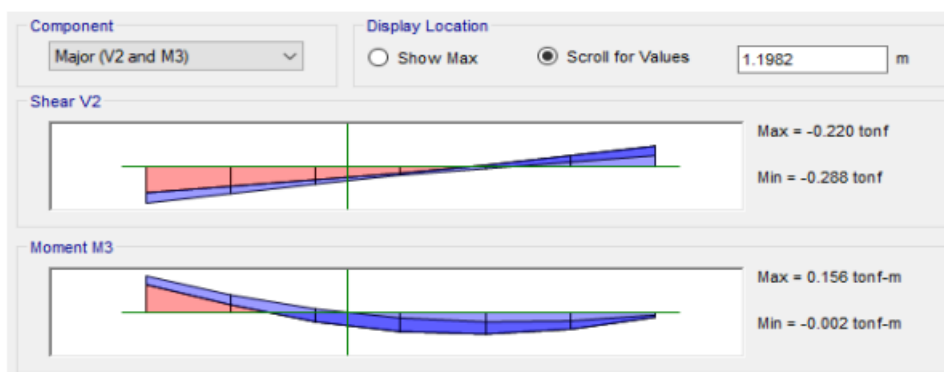 Component
Display Location
Major (V2 and M3)
Show Max
Scroll for Values
1.1982
m
Shear V2
Max = -0.220 tonf
Min = -0.288 tonf
Moment M3
Max = 0.156 tonf-m
Min = -0.002 tonf-m